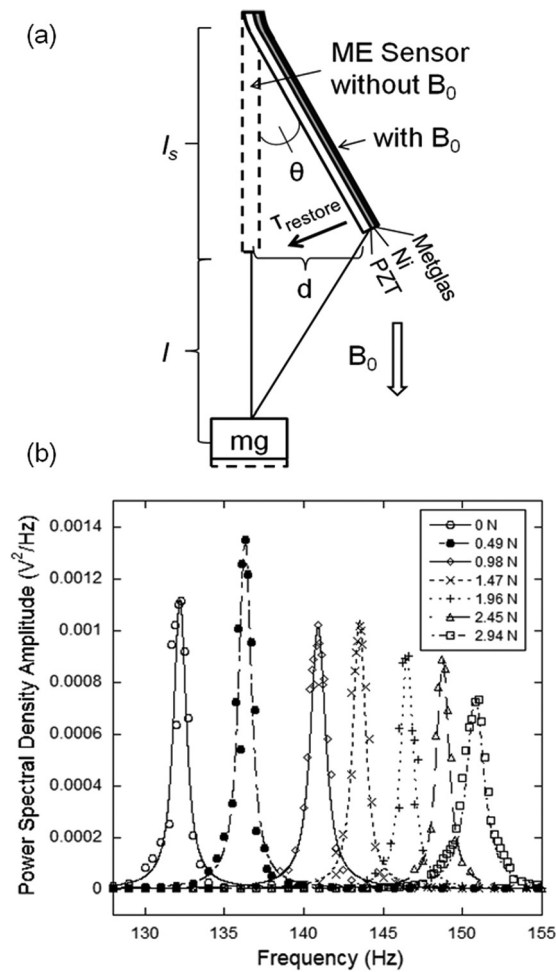 (a)
ME Sensor
without B₀
with B₀
lₛ
θ
τrestore
d
PZT
Ni
Metglas
B₀
l
mg
(b)
Power Spectral Density Amplitude (V²/Hz)
0.0014
0.0012
0.001
0.0008
0.0006
0.0004
0.0002
0
0 N
0.49 N
0.98 N
1.47 N
1.96 N
2.45 N
2.94 N
130 135 140 145 150 155
Frequency (Hz)